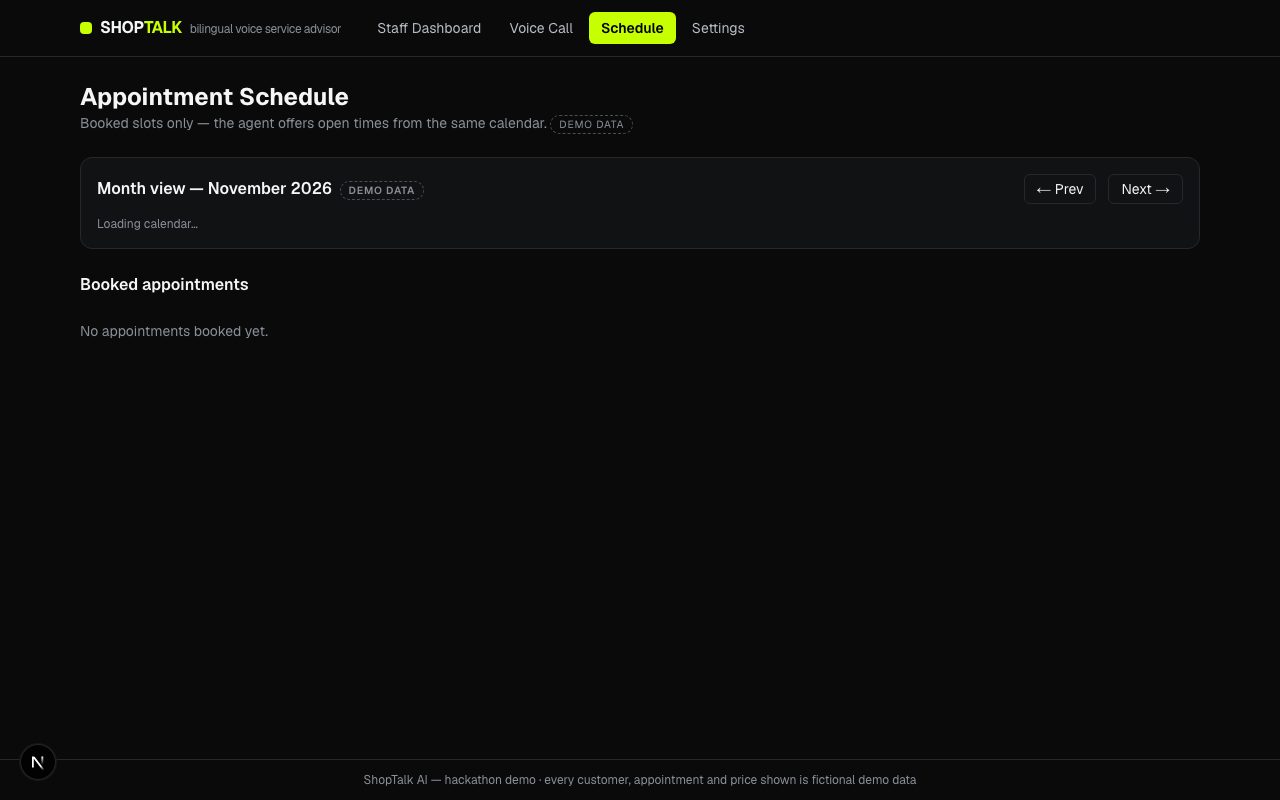 SHOPTALK bilingual voice service advisor Staff Dashboard Voice Call Schedule Settings
Appointment Schedule
Booked slots only — the agent offers open times from the same calendar. DEMO DATA
Month view — November 2026 DEMO DATA ← Prev Next →
Loading calendar…
Booked appointments
No appointments booked yet.
N
ShopTalk AI — hackathon demo · every customer, appointment and price shown is fictional demo data